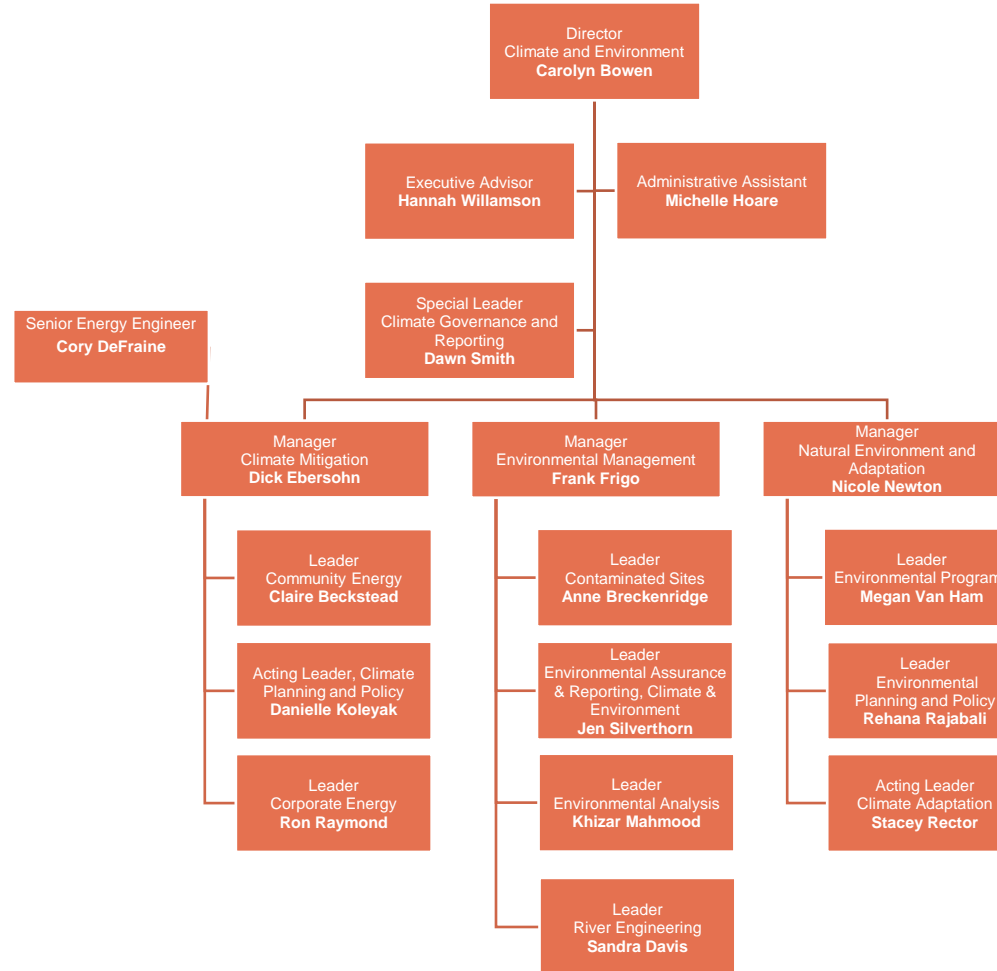 Director
Climate and Environment
Carolyn Bowen
Executive Advisor
Hannah Willamson
Administrative Assistant
Michelle Hoare
Special Leader
Climate Governance and
Reporting
Dawn Smith
Senior Energy Engineer
Cory DeFraine
Manager
Climate Mitigation
Dick Ebersohn
Manager
Environmental Management
Frank Frigo
Manager
Natural Environment and
Adaptation
Nicole Newton
Leader
Community Energy
Claire Beckstead
Acting Leader, Climate
Planning and Policy
Danielle Koleyak
Leader
Corporate Energy
Ron Raymond
Leader
Contaminated Sites
Anne Breckenridge
Leader
Environmental Assurance
& Reporting, Climate &
Environment
Jen Silverthorn
Leader
Environmental Analysis
Khizar Mahmood
Leader
River Engineering
Sandra Davis
Leader
Environmental Program
Megan Van Ham
Leader
Environmental
Planning and Policy
Rehana Rajabali
Acting Leader
Climate Adaptation
Stacey Rector